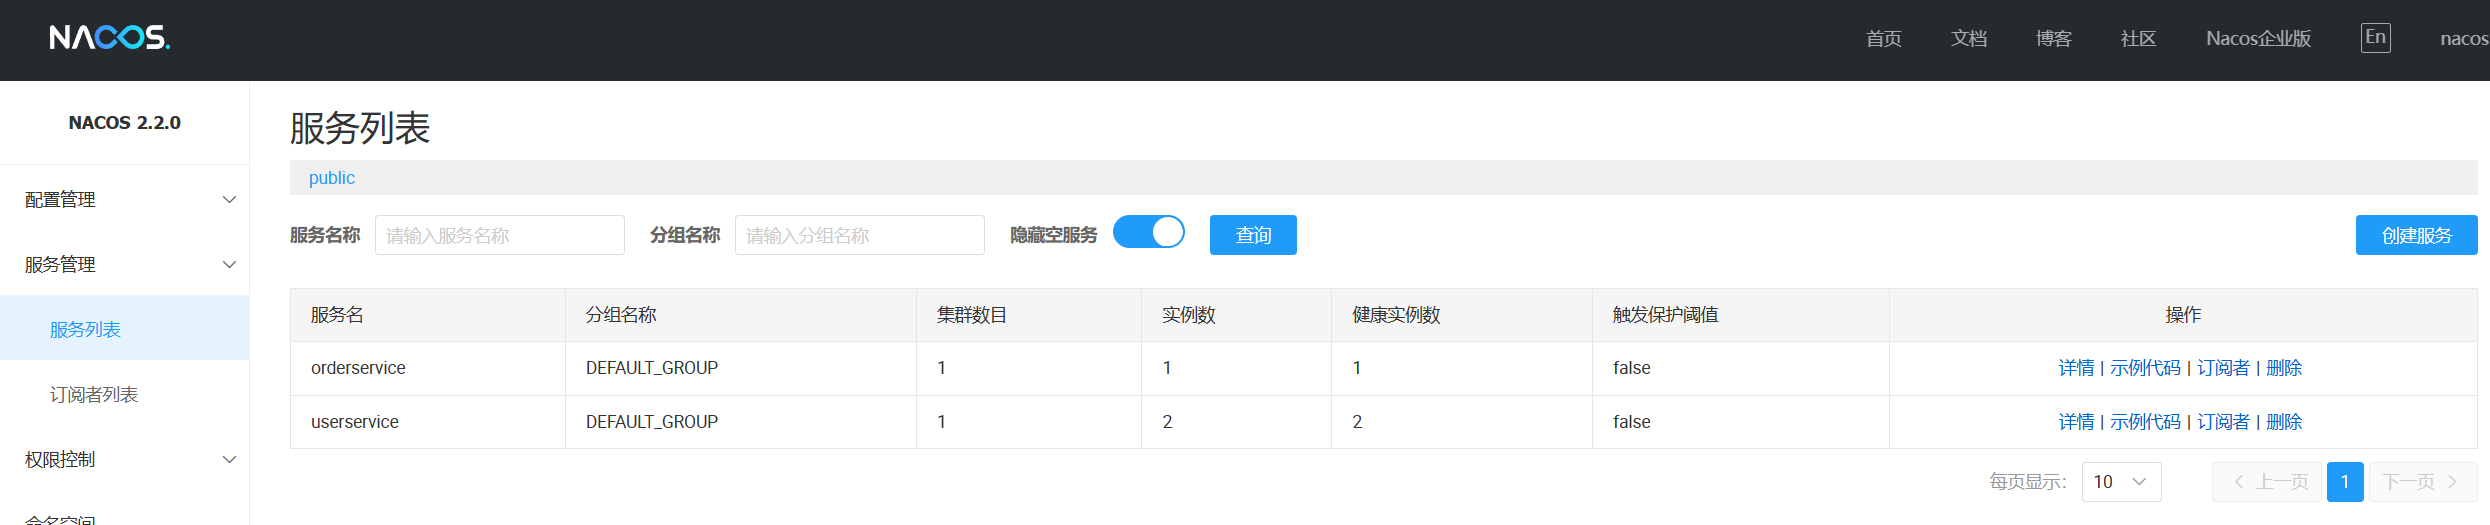 NACOS.
首页 文档 博客 社区 Nacos企业版 En nacos
NACOS 2.2.0
配置管理
服务管理
服务列表
订阅者列表
权限控制
命名空间
服务列表
public
服务名称 请输入服务名称 分组名称 请输入分组名称 隐藏空服务 查询 创建服务
服务名 分组名称 集群数目 实例数 健康实例数 触发保护阈值 操作
orderservice DEFAULT_GROUP 1 1 1 false 详情 | 示例代码 | 订阅者 | 删除
userservice DEFAULT_GROUP 1 2 2 false 详情 | 示例代码 | 订阅者 | 删除
每页显示: 10 上一页 1 下一页